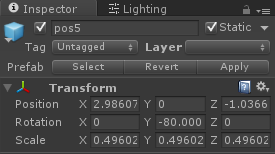 Inspector Lighting
pos5 Static
Tag Untagged Layer
Prefab Select Revert Apply
Transform
Position X 2.98607 Y 0 Z -1.0366
Rotation X 0 Y -80.000 Z 0
Scale X 0.49602 Y 0.49602 Z 0.49602